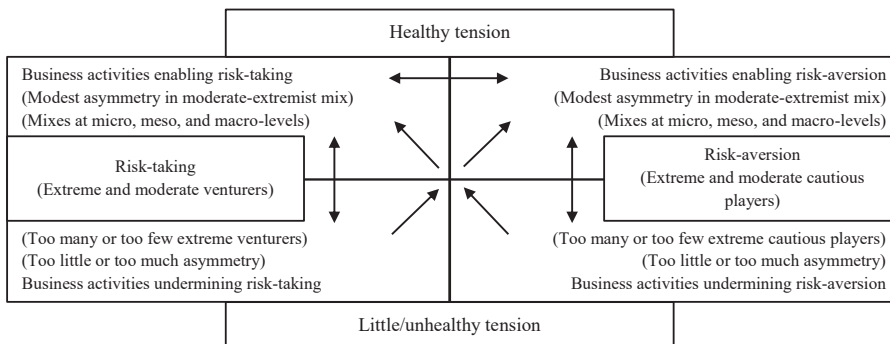 Healthy tension
Business activities enabling risk-taking
(Modest asymmetry in moderate-extremist mix)
(Mixes at micro, meso, and macro-levels)
Business activities enabling risk-aversion
(Modest asymmetry in moderate-extremist mix)
(Mixes at micro, meso, and macro-levels)
Risk-taking
(Extreme and moderate venturers)
Risk-aversion
(Extreme and moderate cautious
players)
(Too many or too few extreme venturers)
(Too little or too much asymmetry)
Business activities undermining risk-taking
(Too many or too few extreme cautious players)
(Too little or too much asymmetry)
Business activities undermining risk-aversion
Little/unhealthy tension